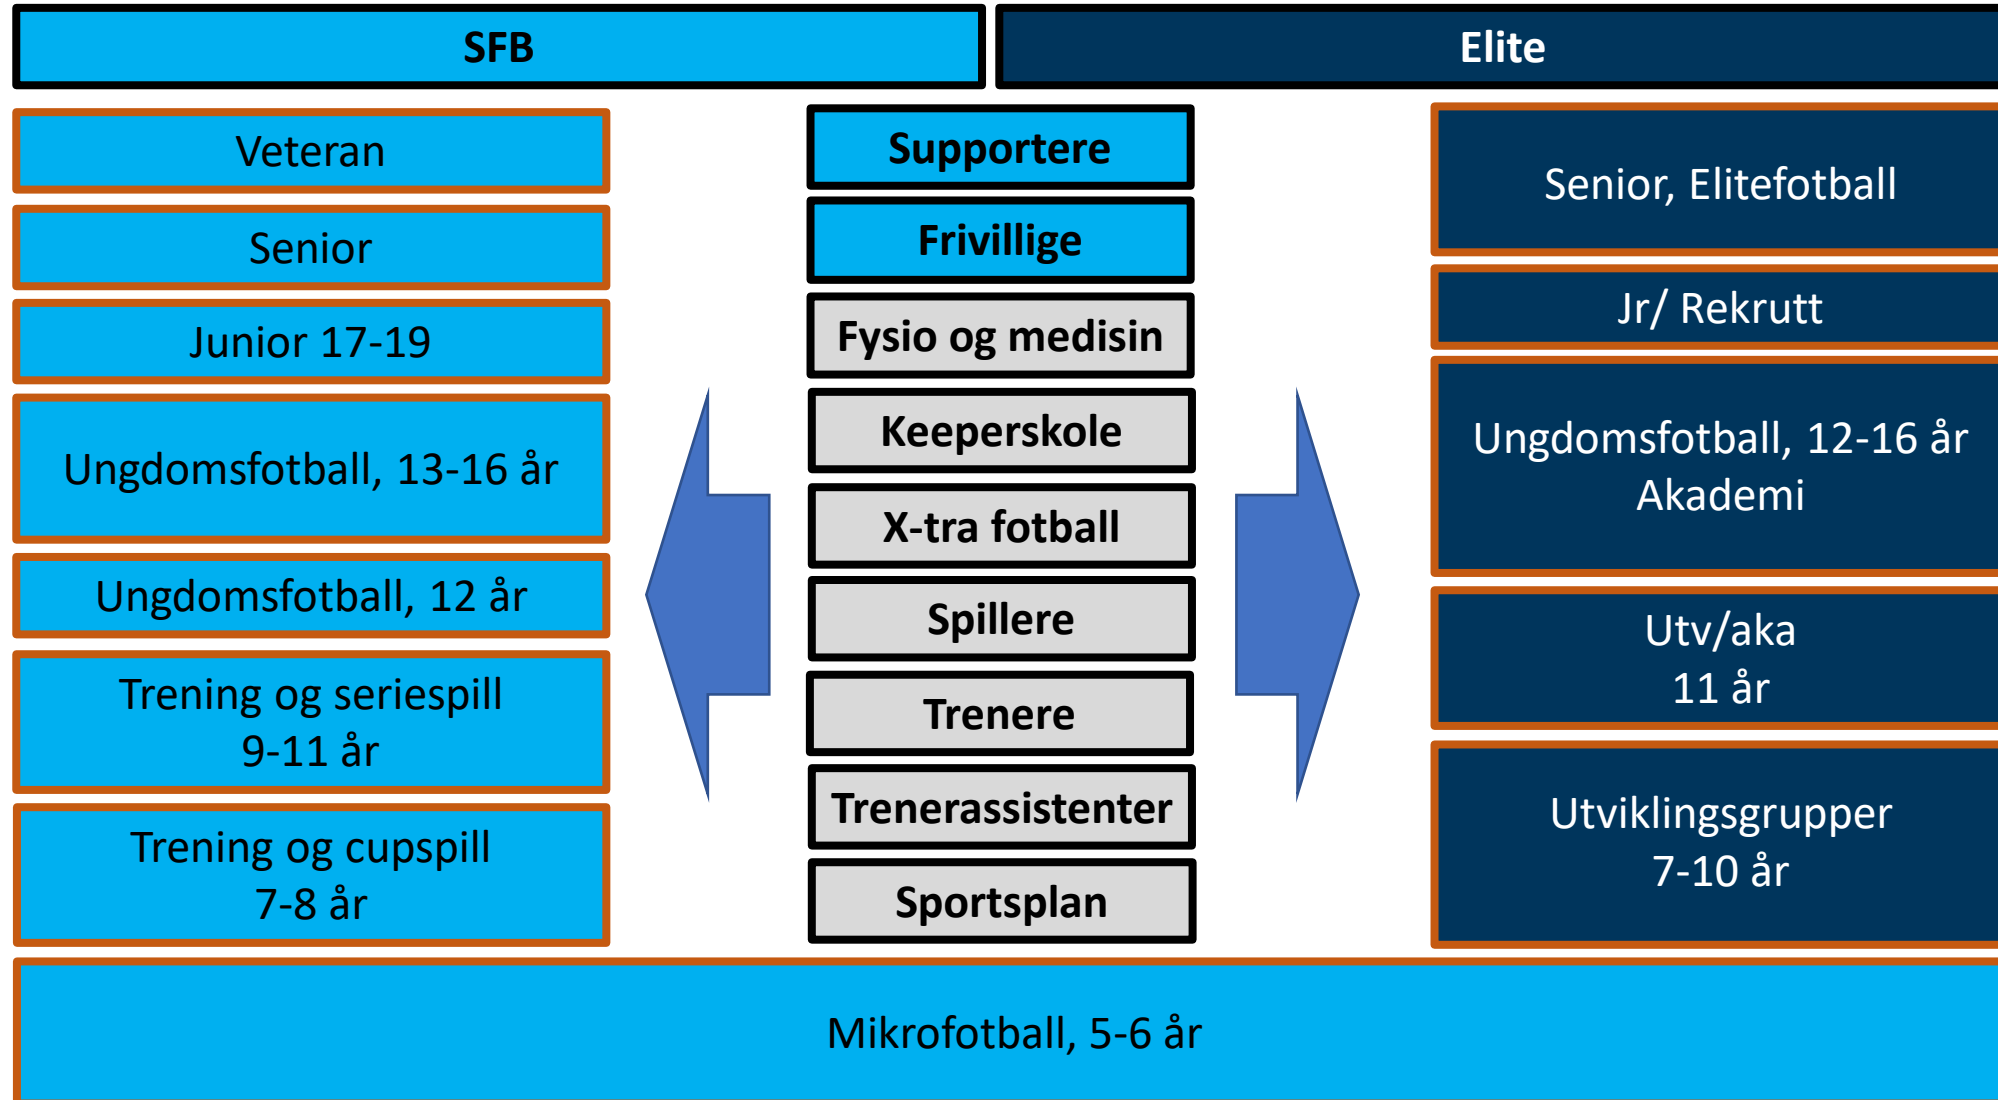 SFB
Elite
Veteran
Senior
Junior 17-19
Ungdomsfotball, 13-16 år
Ungdomsfotball, 12 år
Trening og seriespill
9-11 år
Trening og cupspill
7-8 år
Supportere
Frivillige
Fysio og medisin
Keeperskole
X-tra fotball
Spillere
Trenere
Trenerassistenter
Sportsplan
Senior, Elitefotball
Jr/ Rekrutt
Ungdomsfotball, 12-16 år
Akademi
Utv/aka
11 år
Utviklingsgrupper
7-10 år
Mikrofotball, 5-6 år